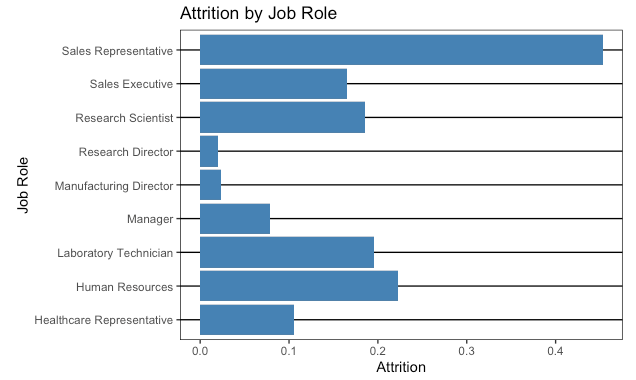 Attrition by Job Role
Job Role
Sales Representative
Sales Executive
Research Scientist
Research Director
Manufacturing Director
Manager
Laboratory Technician
Human Resources
Healthcare Representative
0.0 0.1 0.2 0.3 0.4
Attrition